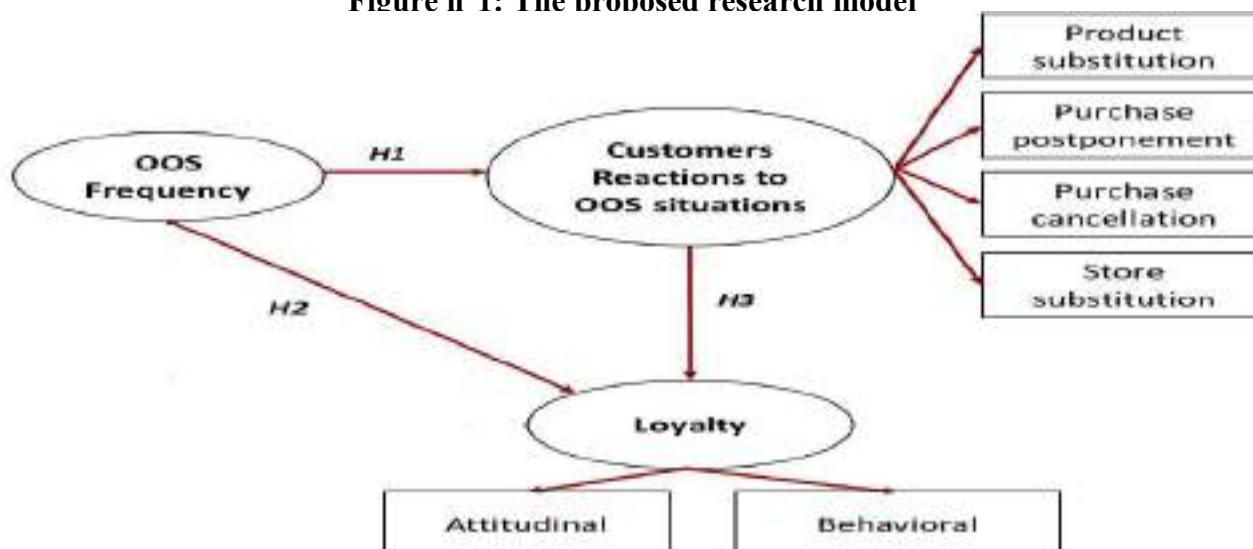 Figure n°1: The proposed research model
Product
substitution
Purchase
postponement
OOS
Frequency
H1
Customers
Reactions to
OOS situations
Purchase
cancellation
Store
substitution
H2
H3
Loyalty
Attitudinal
Behavioral